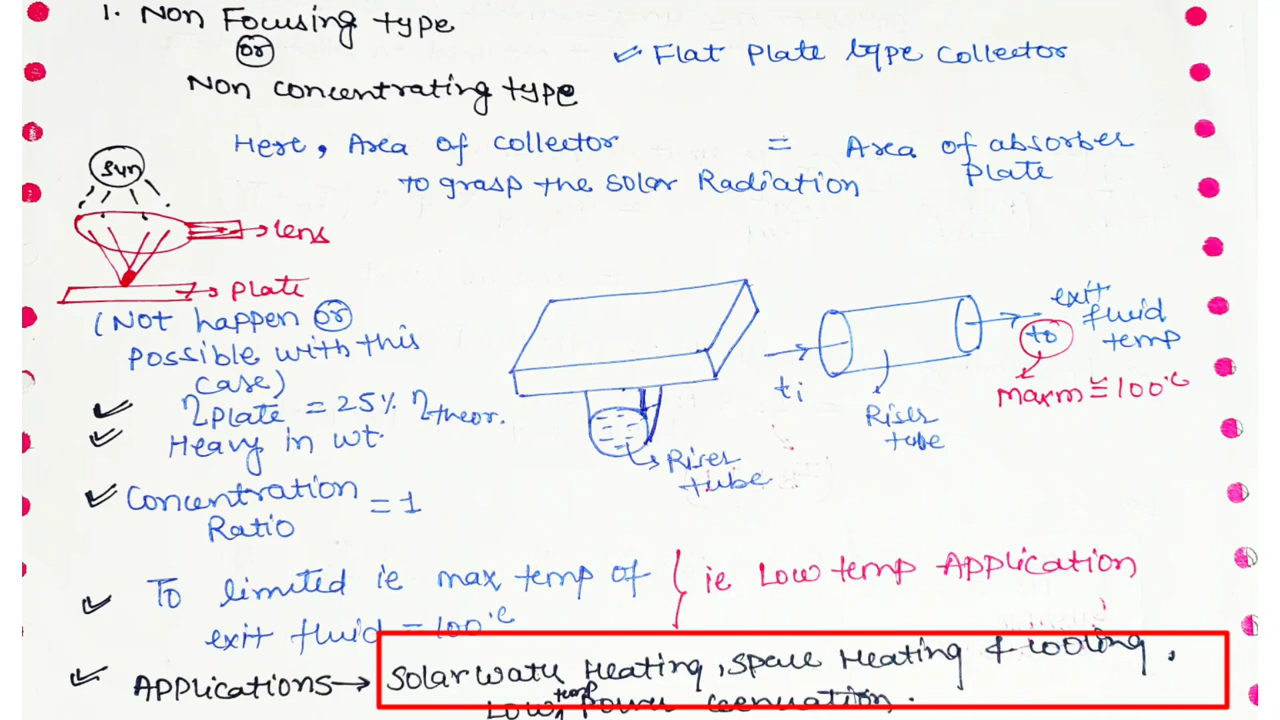 1. Non Focusing type
or
Non concentrating type
✓ Flat Plate type collector
Here, Area of collector = Area of absorber
to grasp the solar Radiation plate
Sun
→ lens
→ plate
(Not happen or
possible with this
case)
exit
fluid
temp
to
Maxm ≅ 100°c
ti
Riser
tube
Riser
tube
✓ ηplate = 25% ηtheor.
✓ Heavy in wt.
✓ Concentration
Ratio = 1
✓ To limited ie max temp of { ie Low temp Application
exit fluid = 100°c
✓ Applications → Solar Water Heating, space Heating & cooling,
Low temp Power Generation.